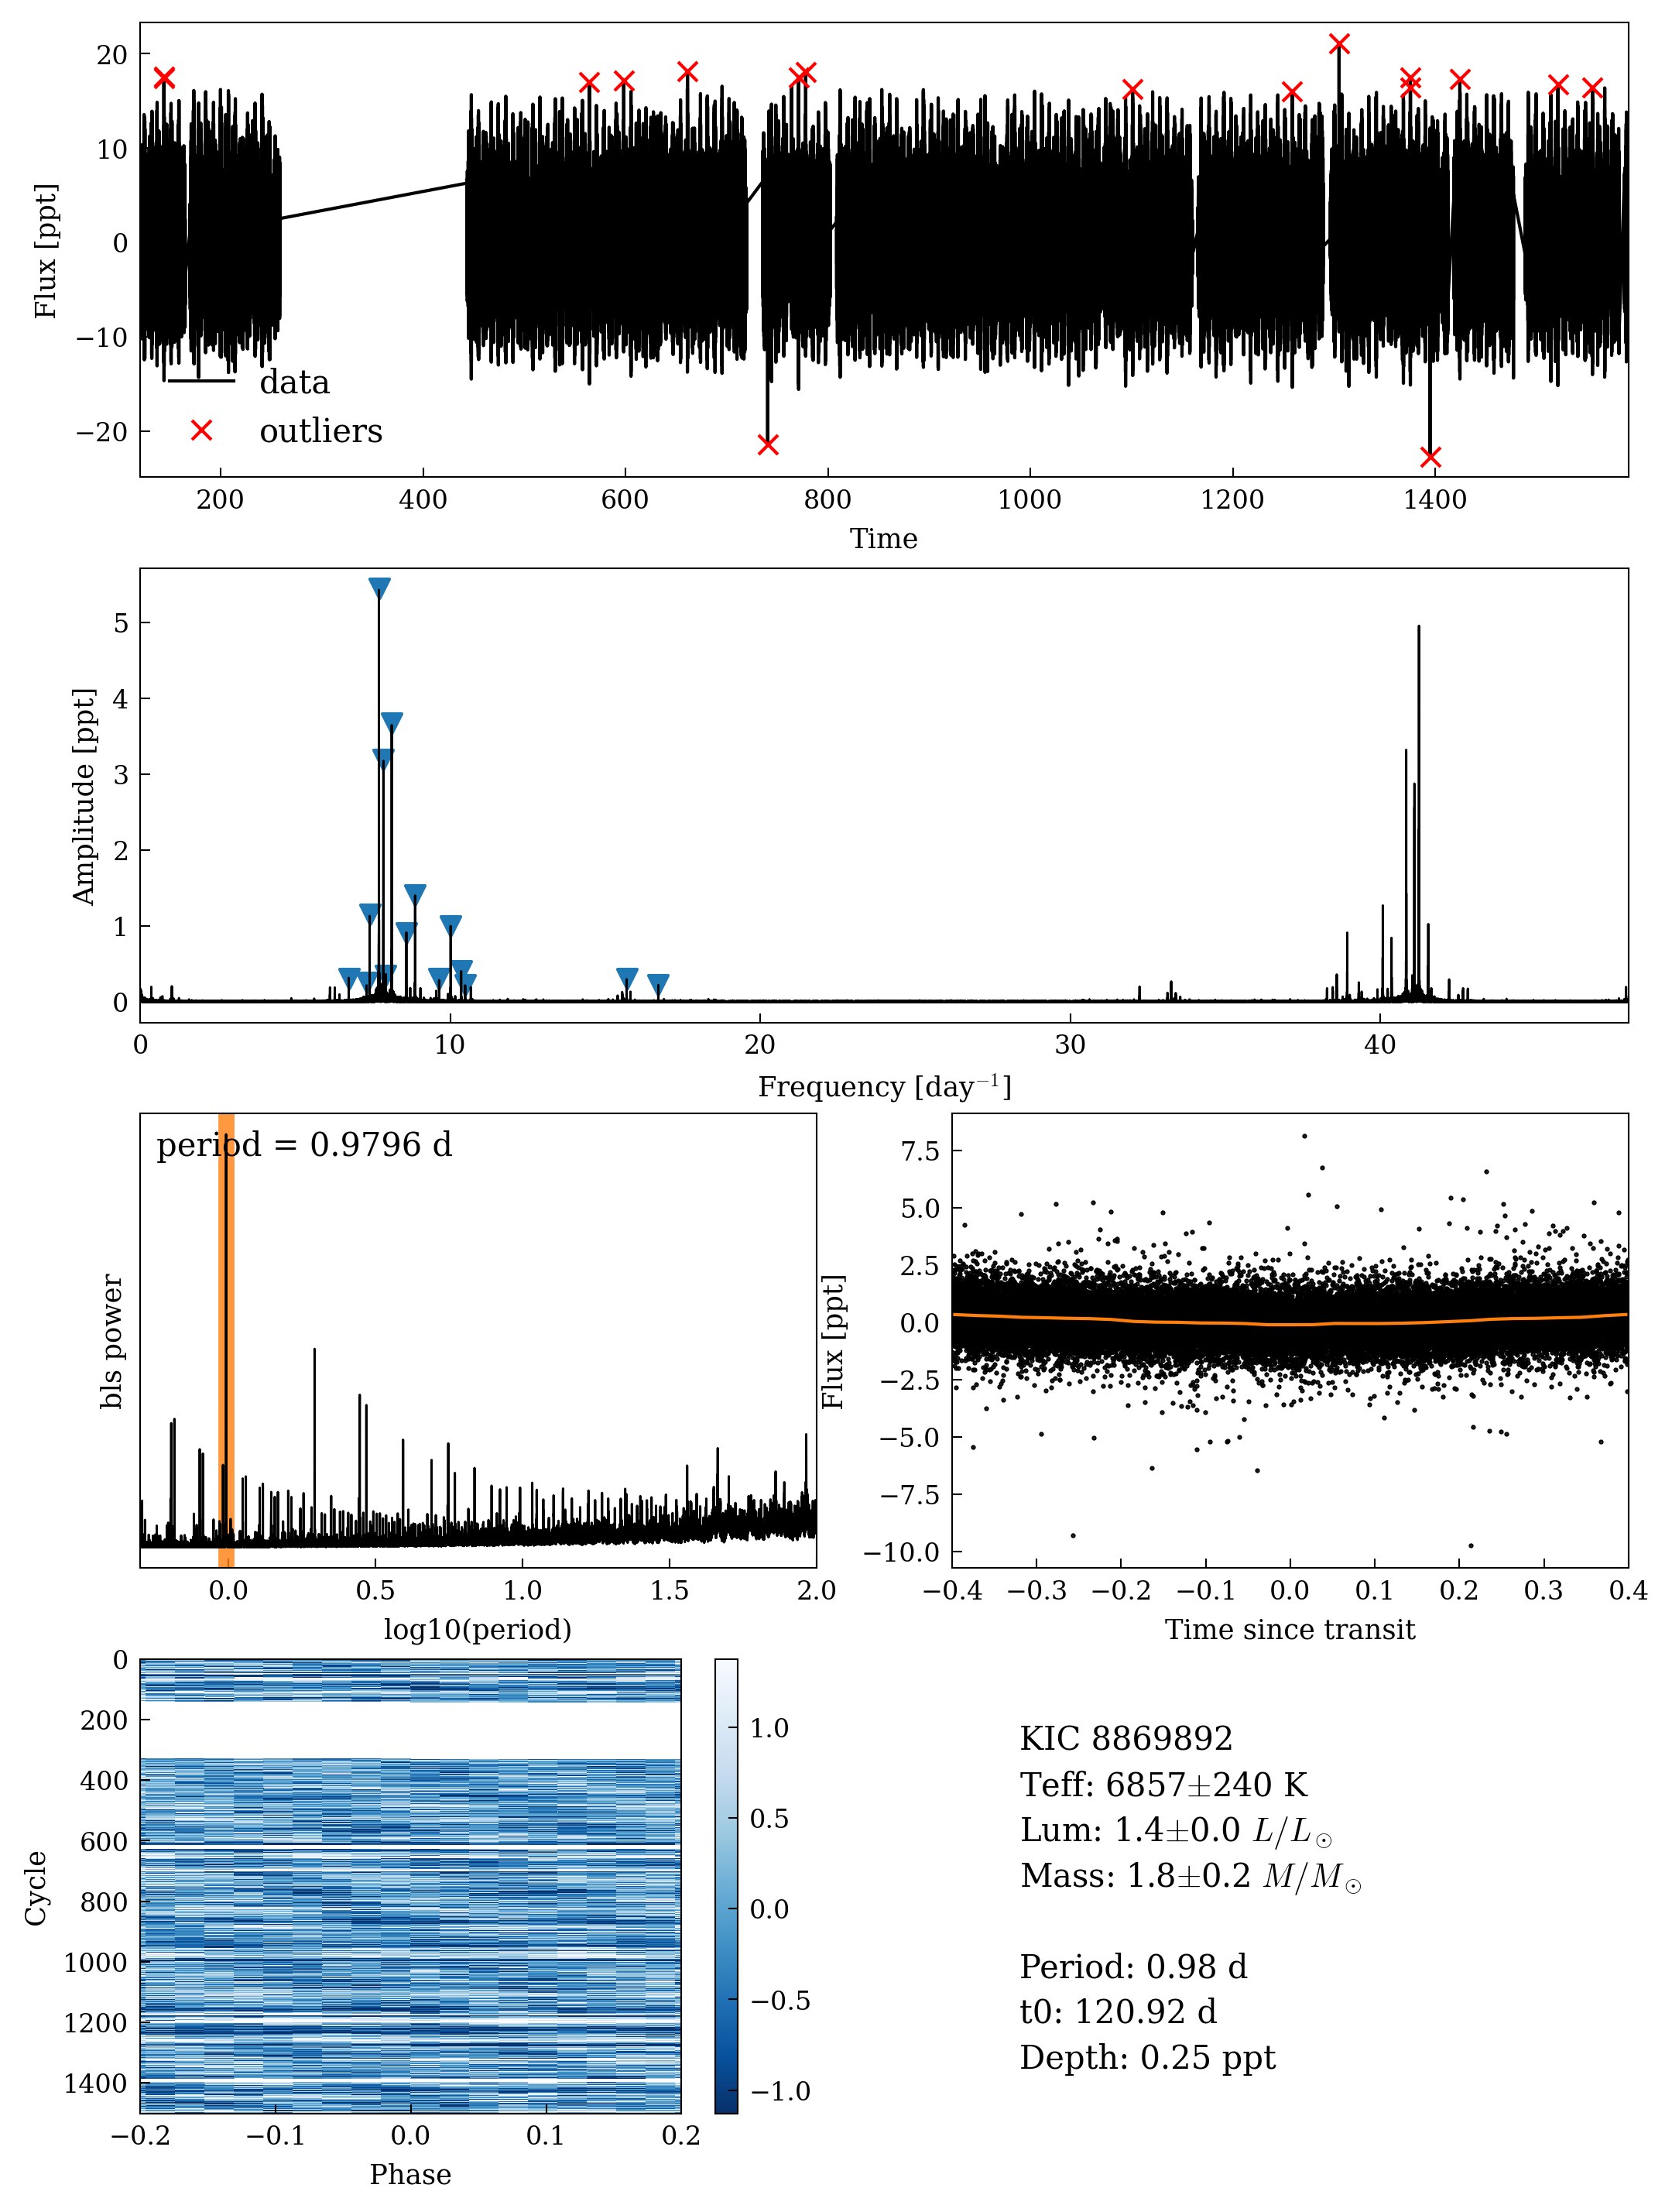 20
10
0
−10
−20
Flux [ppt]
data
outliers
200 400 600 800 1000 1200 1400
Time
5
4
3
2
1
0
Amplitude [ppt]
0 10 20 30 40
Frequency [day⁻¹]
period = 0.9796 d
bls power
0.0 0.5 1.0 1.5 2.0
log10(period)
7.5
5.0
2.5
0.0
−2.5
−5.0
−7.5
−10.0
Flux [ppt]
−0.4 −0.3 −0.2 −0.1 0.0 0.1 0.2 0.3 0.4
Time since transit
0
200
400
600
800
1000
1200
1400
Cycle
−0.2 −0.1 0.0 0.1 0.2
Phase
1.0
0.5
0.0
−0.5
−1.0
KIC 8869892
Teff: 6857±240 K
Lum: 1.4±0.0 L/L☉
Mass: 1.8±0.2 M/M☉
Period: 0.98 d
t0: 120.92 d
Depth: 0.25 ppt